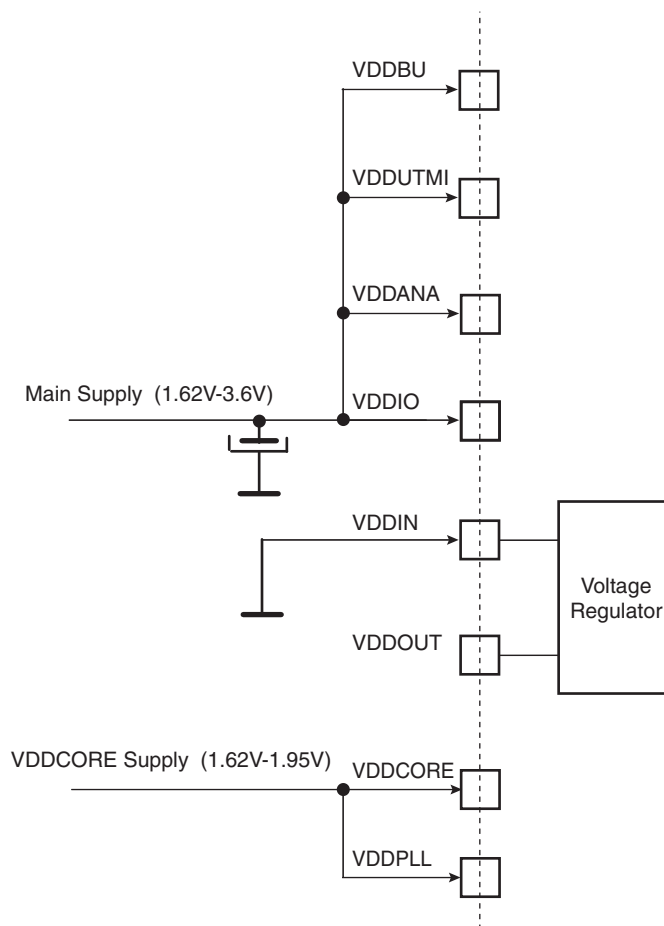 VDDBU
VDDUTMI
VDDANA
Main Supply (1.62V-3.6V)
VDDIO
VDDIN
Voltage
Regulator
VDDOUT
VDDCORE Supply (1.62V-1.95V)
VDDCORE
VDDPLL